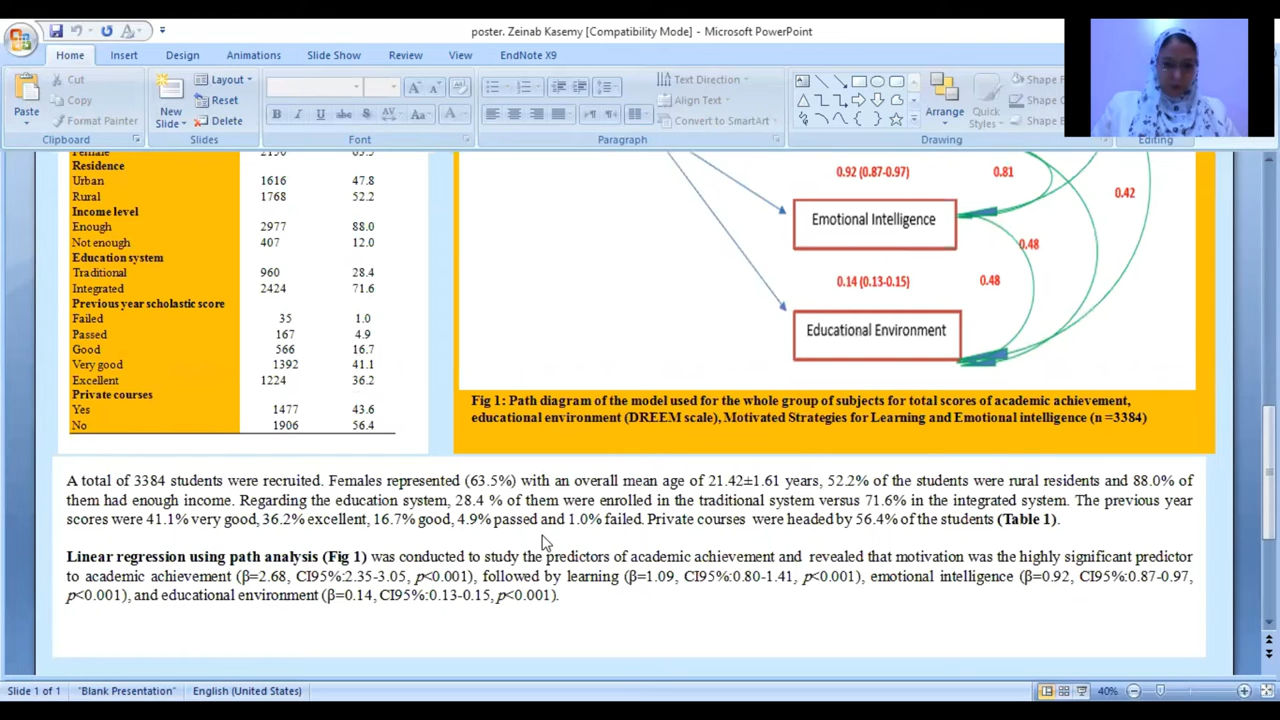 poster. Zeinab Kasemy [Compatibility Mode] - Microsoft PowerPoint
Home Insert Design Animations Slide Show Review View EndNote X9
Paste
Cut
Copy
Format Painter
Clipboard
New Slide
Layout
Reset
Delete
Slides
B I U abc S AV Aa A
Font
Text Direction
Align Text
Convert to SmartArt
Paragraph
Arrange
Quick Styles
Shape F
Shape
Shape E
Drawing
Editing
Female 2150 63.5
Residence
Urban 1616 47.8
Rural 1768 52.2
Income level
Enough 2977 88.0
Not enough 407 12.0
Education system
Traditional 960 28.4
Integrated 2424 71.6
Previous year scholastic score
Failed 35 1.0
Passed 167 4.9
Good 566 16.7
Very good 1392 41.1
Excellent 1224 36.2
Private courses
Yes 1477 43.6
No 1906 56.4
0.92 (0.87-0.97) 0.81
0.42
Emotional Intelligence
0.48
0.14 (0.13-0.15) 0.48
Educational Environment
Fig 1: Path diagram of the model used for the whole group of subjects for total scores of academic achievement,
educational environment (DREEM scale), Motivated Strategies for Learning and Emotional intelligence (n =3384)
A total of 3384 students were recruited. Females represented (63.5%) with an overall mean age of 21.42±1.61 years, 52.2% of the students were rural residents and 88.0% of
them had enough income. Regarding the education system, 28.4 % of them were enrolled in the traditional system versus 71.6% in the integrated system. The previous year
scores were 41.1% very good, 36.2% excellent, 16.7% good, 4.9% passed and 1.0% failed. Private courses were headed by 56.4% of the students (Table 1).
Linear regression using path analysis (Fig 1) was conducted to study the predictors of academic achievement and revealed that motivation was the highly significant predictor
to academic achievement (β=2.68, CI95%:2.35-3.05, p<0.001), followed by learning (β=1.09, CI95%:0.80-1.41, p<0.001), emotional intelligence (β=0.92, CI95%:0.87-0.97,
p<0.001), and educational environment (β=0.14, CI95%:0.13-0.15, p<0.001).
Slide 1 of 1 "Blank Presentation" English (United States) 40%